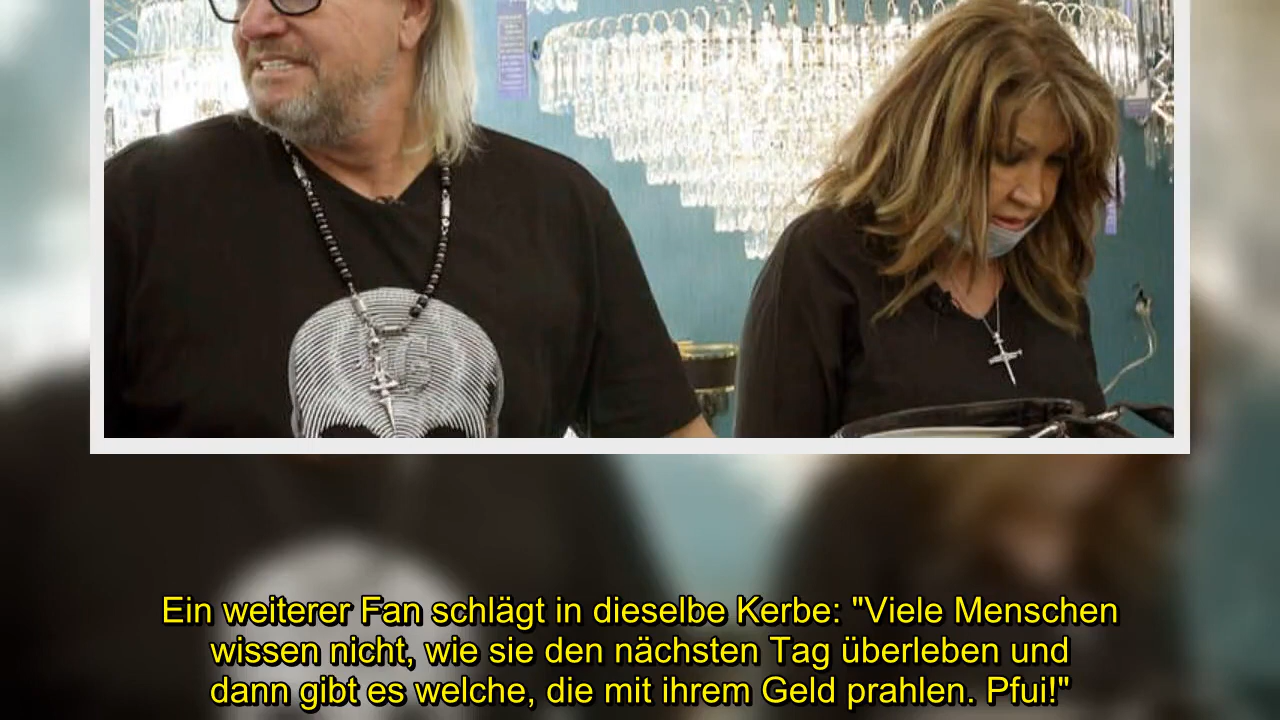 Ein weiterer Fan schlägt in dieselbe Kerbe: "Viele Menschen
wissen nicht, wie sie den nächsten Tag überleben und
dann gibt es welche, die mit ihrem Geld prahlen. Pfui!"